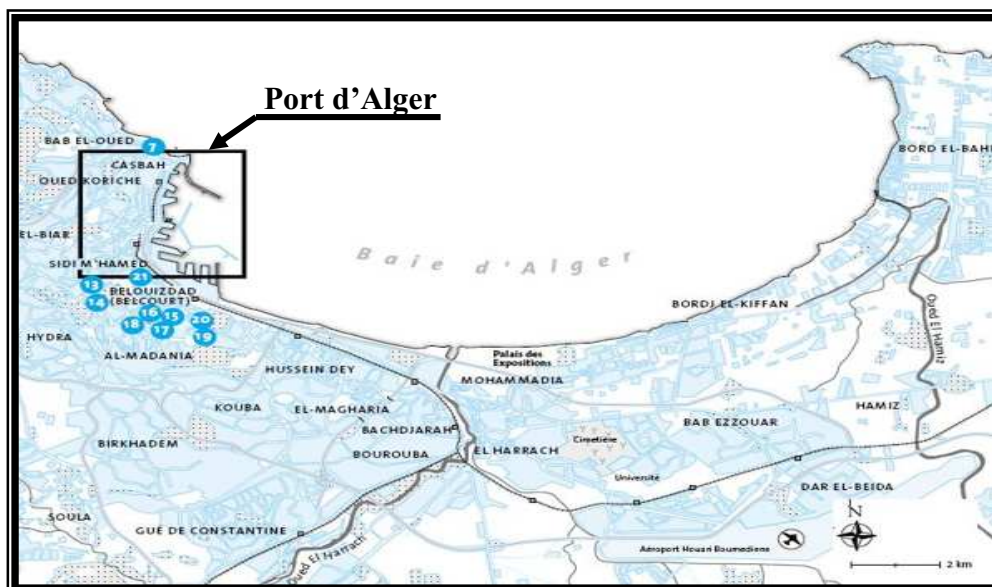 Port d'Alger
BAB EL-OUED
7
CASBAH
OUED KORICHE
BORD EL-BAHR
EL-BIAR
Baie d'Alger
SIDI M'HAMED
21
13
BELOUIZDAD
(BELCOURT)
14
16
15
20
18
17
19
HYDRA
AL-MADANIA
BORDJ EL-KIFFAN
Oued El Hamiz
Palais des
Expositions
HUSSEIN DEY
MOHAMMADIA
KOUBA
EL-MAGHARIA
HAMIZ
BACHDJARAH
BAB EZZOUAR
BIRKHADEM
BOUROUBA
EL HARRACH
Cimetière
Université
DAR EL-BEIDA
SOULA
GUÉ DE CONSTANTINE
N
Oued El Harrach
Aéroport Houari Boumediene
2 km